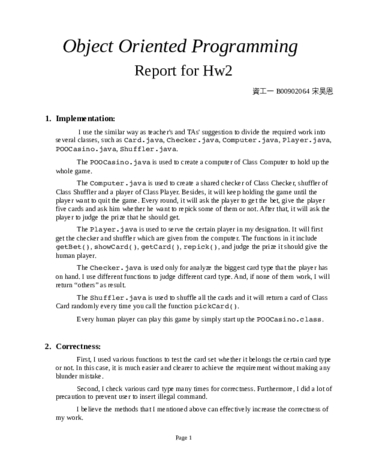 Object Oriented Programming
Report for Hw2
資工一 B00902064 宋昊恩
1. Implementation:
I use the similar way as teacher's and TAs' suggestion to divide the required work into
several classes, such as Card.java, Checker.java, Computer.java, Player.java,
POOCasino.java, Shuffler.java.
The POOCasino.java is used to create a computer of Class Computer to hold up the
whole game.
The Computer.java is used to create a shared checker of Class Checker, shuffler of
Class Shuffler and a player of Class Player. Besides, it will keep holding the game until the
player want to quit the game. Every round, it will ask the player to get the bet, give the player
five cards and ask him whether he want to repick some of them or not. After that, it will ask the
player to judge the prize that he should get.
The Player.java is used to serve the certain player in my designation. It will first
get the checker and shuffler which are given from the computer. The functions in it include
getBet(), showCard(), getCard(), repick(), and judge the prize it should give the
human player.
The Checker.java is used only for analyze the biggest card type that the player has
on hand. I use different functions to judge different card type. And, if none of them work, I will
return "others" as result.
The Shuffler.java is used to shuffle all the cards and it will return a card of Class
Card randomly every time you call the function pickCard().
Every human player can play this game by simply start up the POOCasino.class.
2. Correctness:
First, I used various functions to test the card set whether it belongs the certain card type
or not. In this case, it is much easier and clearer to achieve the requirement without making any
blunder mistake.
Second, I check various card type many times for correctness. Furthermore, I did a lot of
precaution to prevent user to insert illegal command.
I believe the methods that I mentioned above can effectively increase the correctness of
my work.
Page 1